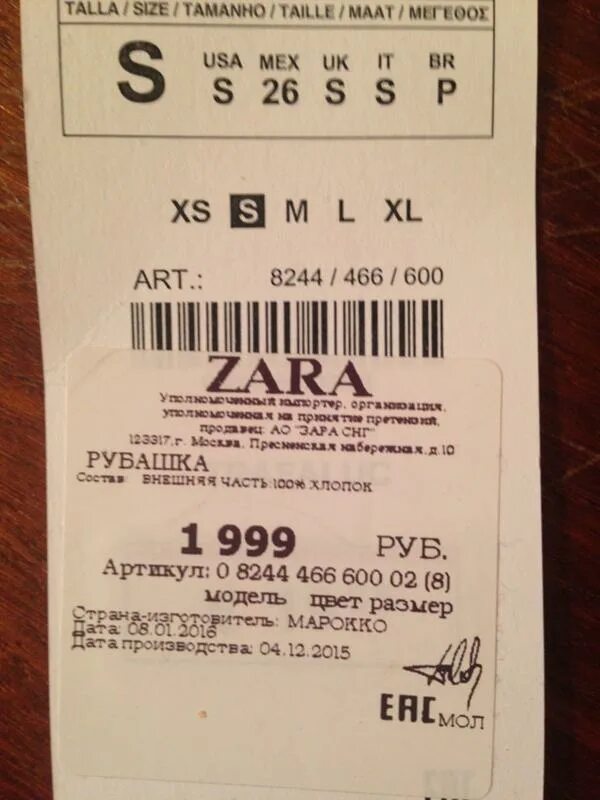 TALLA / SIZE / TAMANHO / TAILLE / MAAT / ΜΕΓΕΘΟΣ
S
USA MEX UK IT BR
S 26 S S P
XS S M L XL
ART.: 8244 / 466 / 600
ZARA
Уполномоченный импортер, организация,
уполномоченная на принятие претензий,
продавец: АО "ЗАРА СНГ"
123317,г. Москва, Пресненская набережная,д.10
РУБАШКА
Состав: ВНЕШНЯЯ ЧАСТЬ:100% ХЛОПОК
1 999 РУБ.
Артикул: 0 8244 466 600 02 (8)
модель цвет размер
Страна-изготовитель: МАРОККО
Дата: 08.01.2016
Дата производства: 04.12.2015
EAC МОЛ